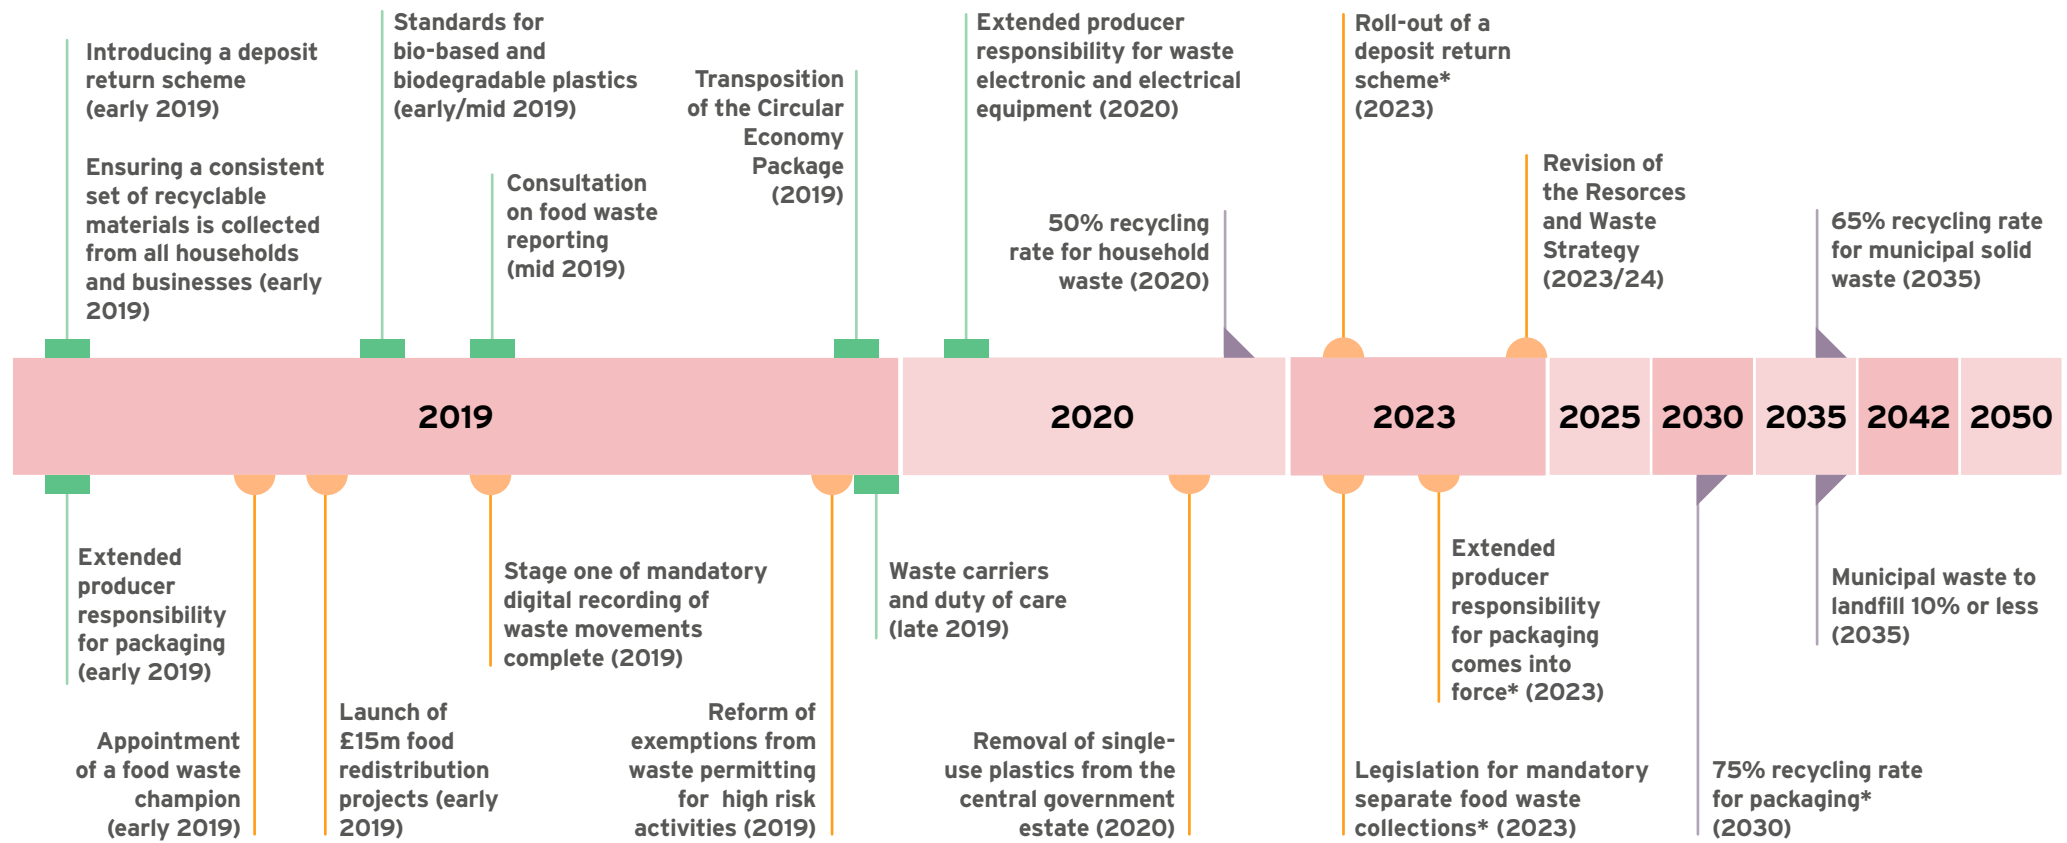 Introducing a deposit
return scheme
(early 2019)
Ensuring a consistent
set of recyclable
materials is collected
from all households
and businesses (early
2019)
Standards for
bio-based and
biodegradable plastics
(early/mid 2019)
Consultation
on food waste
reporting
(mid 2019)
Transposition
of the Circular
Economy
Package
(2019)
Extended producer
responsibility for waste
electronic and electrical
equipment (2020)
50% recycling
rate for household
waste (2020)
Roll-out of a
deposit return
scheme*
(2023)
Revision of
the Resorces
and Waste
Strategy
(2023/24)
65% recycling rate
for municipal solid
waste (2035)
2019
2020
2023
2025
2030
2035
2042
2050
Extended
producer
responsibility
for packaging
(early 2019)
Appointment
of a food waste
champion
(early 2019)
Launch of
£15m food
redistribution
projects (early
2019)
Stage one of mandatory
digital recording of
waste movements
complete (2019)
Reform of
exemptions from
waste permitting
for high risk
activities (2019)
Waste carriers
and duty of care
(late 2019)
Removal of single-
use plastics from the
central government
estate (2020)
Legislation for mandatory
separate food waste
collections* (2023)
Extended
producer
responsibility
for packaging
comes into
force* (2023)
75% recycling rate
for packaging*
(2030)
Municipal waste to
landfill 10% or less
(2035)